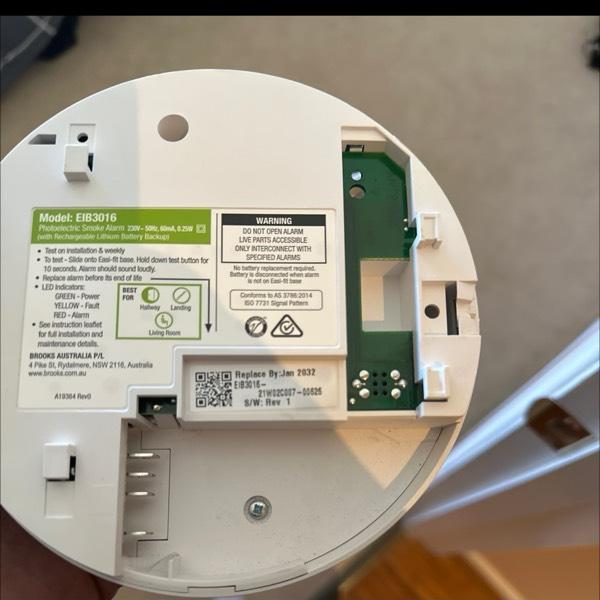 Model: EIB3016
Photoelectric Smoke Alarm 230V~ 50Hz, 60mA, 0.25W
(with Rechargeable Lithium Battery Backup)
• Test on installation & weekly
• To test - Slide onto Easi-fit base. Hold down test button for
10 seconds. Alarm should sound loudly.
• Replace alarm before its end of life
• LED Indicators:
GREEN - Power
YELLOW - Fault
RED - Alarm
• See instruction leaflet
for full installation and
maintenance details.
BEST
FOR
Hallway
Landing
Living Room
BROOKS AUSTRALIA P/L
4 Pike St, Rydalmere, NSW 2116, Australia
www.brooks.com.au
A19364 Rev0
WARNING
DO NOT OPEN ALARM
LIVE PARTS ACCESSIBLE
ONLY INTERCONNECT WITH
SPECIFIED ALARMS
No battery replacement required.
Battery is disconnected when alarm
is not on Easi-fit base
Conforms to AS 3786:2014
ISO 7731 Signal Pattern
Replace By:Jan 2032
EIB3016-
21W02C007-00626
S/W: Rev 1